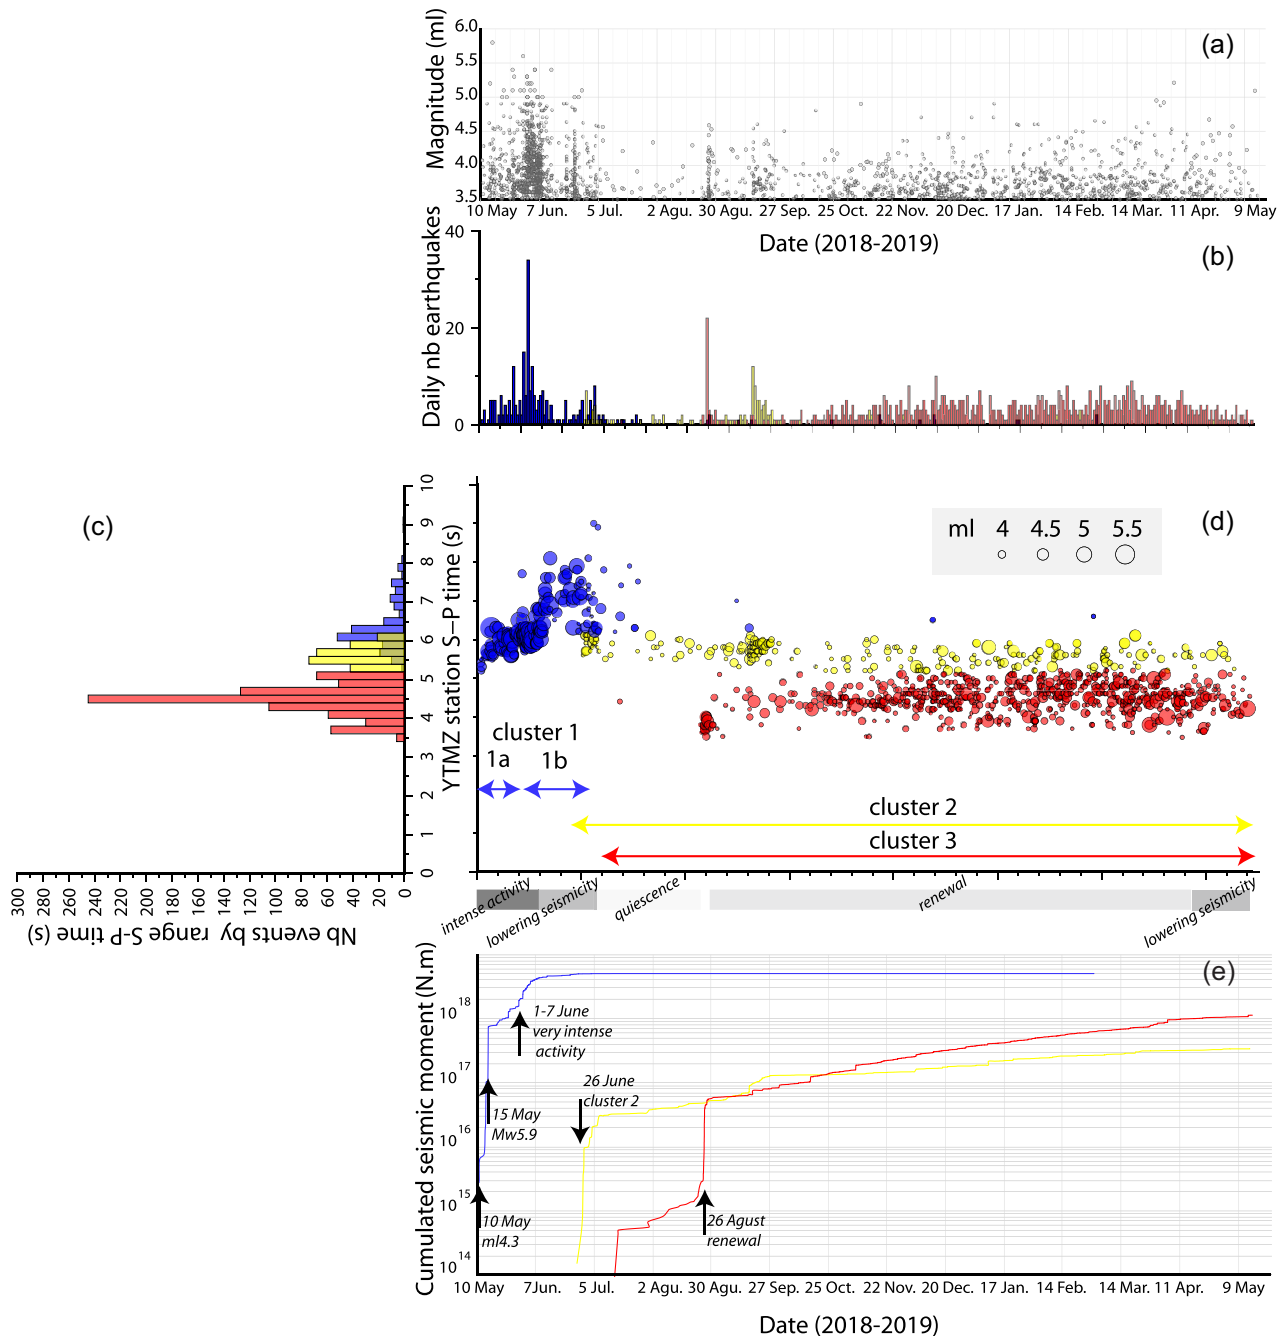 (a)
Magnitude (ml)
6.0
5.5
5.0
4.5
4.0
3.5
10 May 7 Jun. 5 Jul. 2 Agu. 30 Agu. 27 Sep. 25 Oct. 22 Nov. 20 Dec. 17 Jan. 14 Feb. 14 Mar. 11 Apr. 9 May
Date (2018-2019)
(b)
Daily nb earthquakes
40
20
0
(c)
300 280 260 240 220 200 180 160 140 120 100 80 60 40 20 0
Nb events by range S-P time (s)
0 1 2 3 4 5 6 7 8 9 10
YTMZ station S–P time (s)
(d)
ml 4 4.5 5 5.5
cluster 1
1a 1b
cluster 2
cluster 3
intense activity
lowering seismicity
quiescence
renewal
lowering seismicity
(e)
Cumulated seismic moment (N.m)
10 18
10 17
10 16
10 15
10 14
1-7 June
very intense
activity
26 June
cluster 2
15 May
Mw5.9
10 May
ml4.3
26 Agust
renewal
10 May 7Jun. 5 Jul. 2 Agu. 30 Agu. 27 Sep. 25 Oct. 22 Nov. 20 Dec. 17 Jan. 14 Feb. 14 Mar. 11 Apr. 9 May
Date (2018-2019)